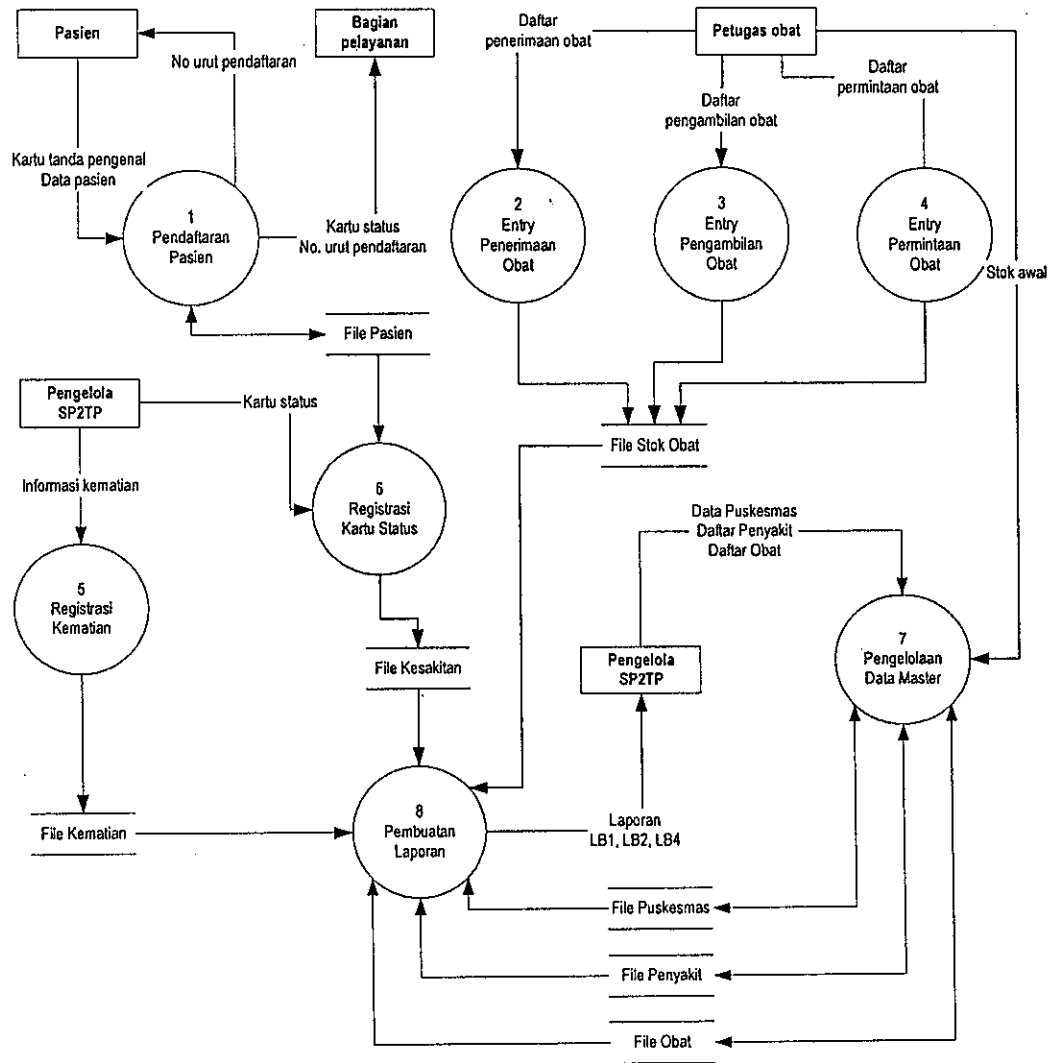 Pasien
Bagian
pelayanan
Daftar
penerimaan obat
Petugas obat
No urut pendaftaran
Daftar
permintaan obat
Daftar
pengambilan obat
Kartu tanda pengenal
Data pasien
1
Pendaftaran
Pasien
Kartu status
No. urut pendaftaran
2
Entry
Penerimaan
Obat
3
Entry
Pengambilan
Obat
4
Entry
Permintaan
Obat
Stok awal
File Pasien
Pengelola
SP2TP
Kartu status
File Stok Obat
Informasi kematian
6
Registrasi
Kartu Status
Data Puskesmas
Daftar Penyakit
Daftar Obat
5
Registrasi
Kematian
7
Pengelolaan
Data Master
File Kesakitan
Pengelola
SP2TP
File Kematian
8
Pembuatan
Laporan
Laporan
LB1, LB2, LB4
File Puskesmas
File Penyakit
File Obat